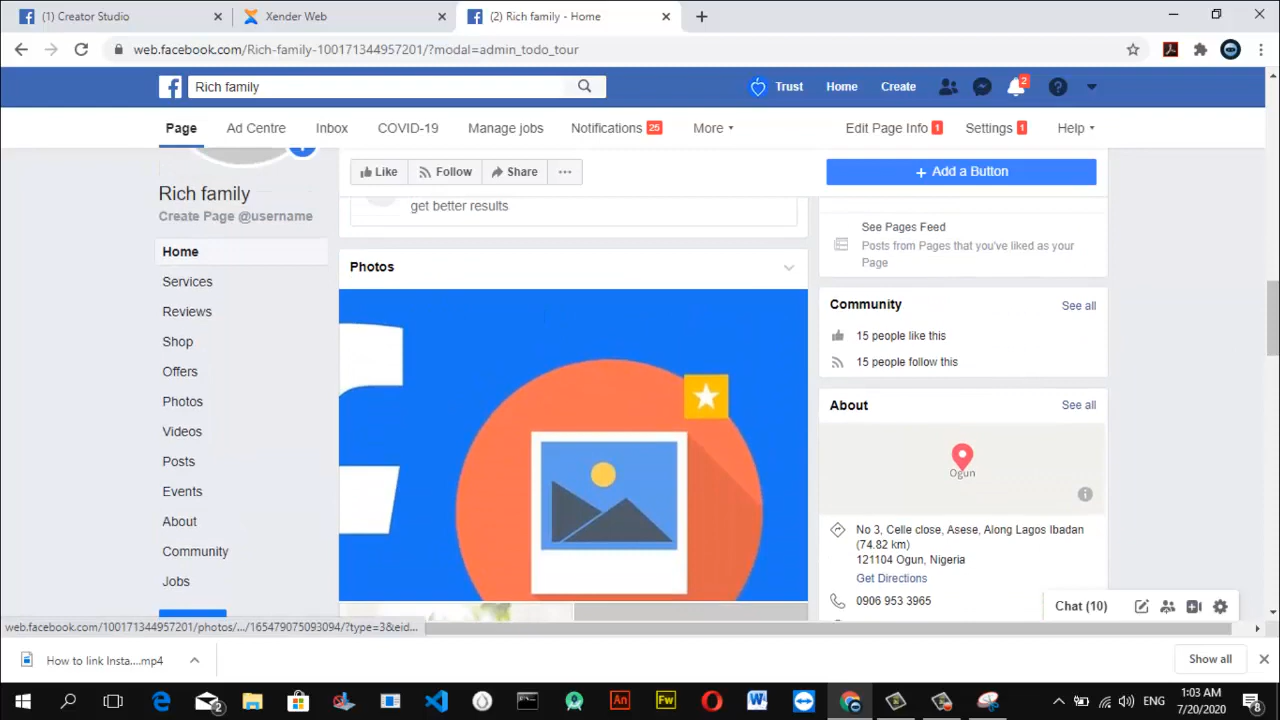 (1) Creator Studio
Xender Web
(2) Rich family - Home
web.facebook.com/Rich-family-100171344957201/?modal=admin_todo_tour
Rich family
Trust
Home
Create
2
Page
Ad Centre
Inbox
COVID-19
Manage jobs
Notifications 25
More
Edit Page Info 1
Settings 1
Help
Like
Follow
Share
+ Add a Button
Rich family
Create Page @username
Home
Services
Reviews
Shop
Offers
Photos
Videos
Posts
Events
About
Community
Jobs
get better results
Photos
See Pages Feed
Posts from Pages that you've liked as your
Page
Community
See all
15 people like this
15 people follow this
About
See all
Ogun
No 3, Celle close, Asese, Along Lagos Ibadan
(74.82 km)
121104 Ogun, Nigeria
Get Directions
0906 953 3965
Chat (10)
web.facebook.com/100171344957201/photos/.../165479075093094/?type=3&eid...
How to link Insta....mp4
Show all
2
An
Fw
W
ENG
1:03 AM
7/20/2020
8